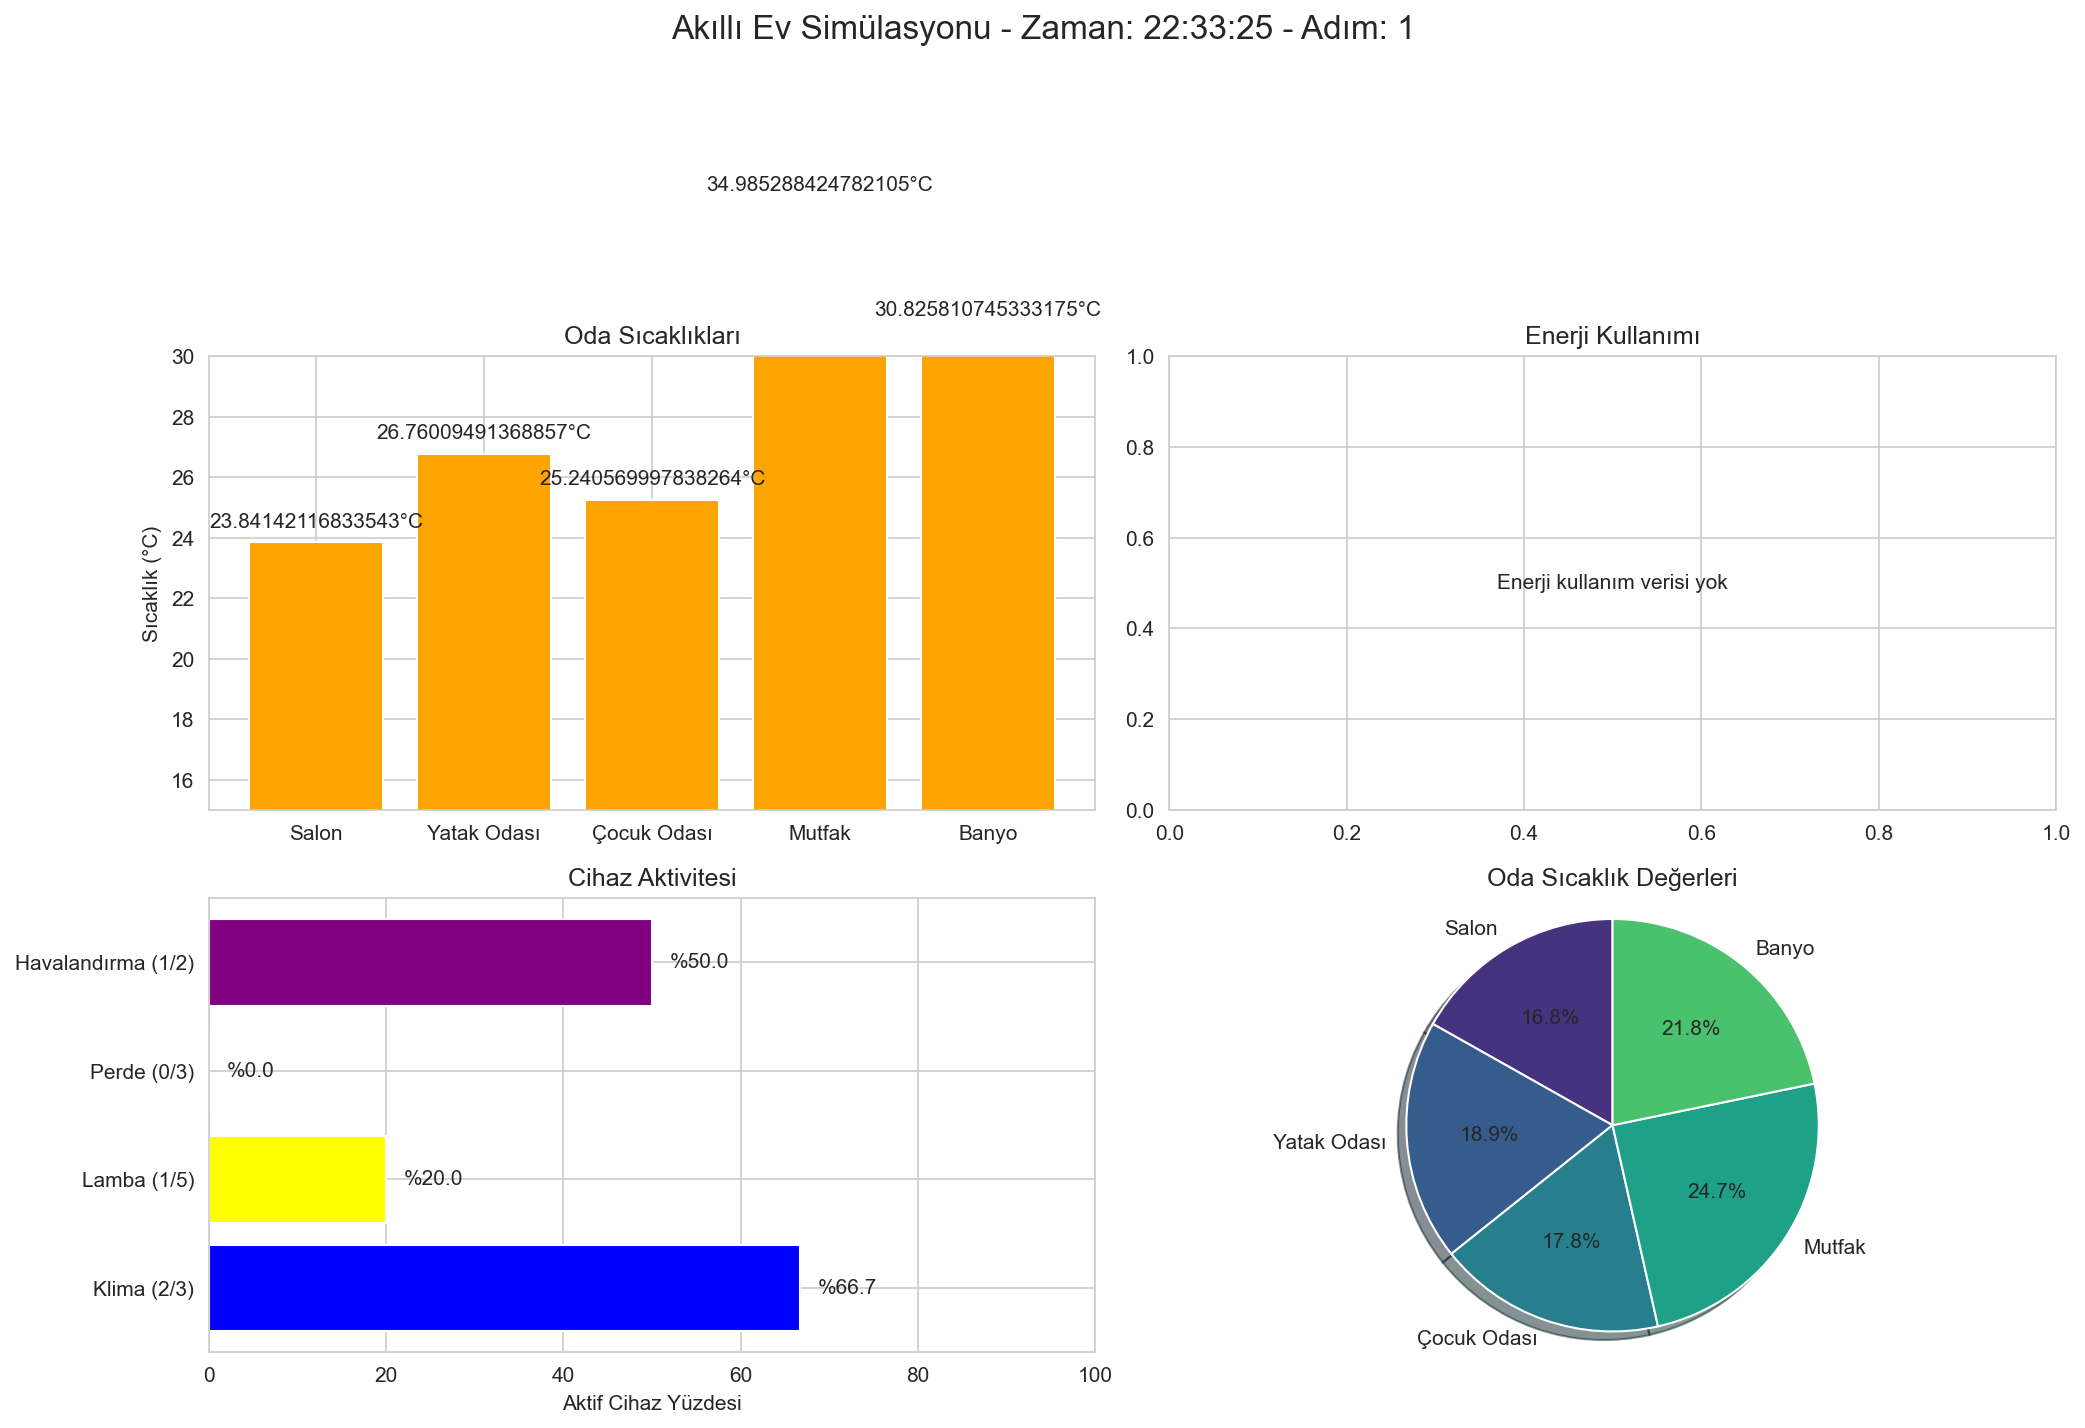 Akıllı Ev Simülasyonu - Zaman: 22:33:25 - Adım: 1
34.985288424782105°C
30.825810745333175°C
Oda Sıcaklıkları
26.76009491368857°C
25.240569997838264°C
23.84142116833543°C
Sıcaklık (°C)
30
28
26
24
22
20
18
16
Salon
Yatak Odası
Çocuk Odası
Mutfak
Banyo
Enerji Kullanımı
1.0
0.8
0.6
0.4
0.2
0.0
Enerji kullanım verisi yok
0.0
0.2
0.4
0.6
0.8
1.0
Cihaz Aktivitesi
Havalandırma (1/2)
%50.0
Perde (0/3)
%0.0
Lamba (1/5)
%20.0
Klima (2/3)
%66.7
0
20
40
60
80
100
Aktif Cihaz Yüzdesi
Oda Sıcaklık Değerleri
Salon
16.8%
Banyo
21.8%
Yatak Odası
18.9%
Mutfak
24.7%
Çocuk Odası
17.8%